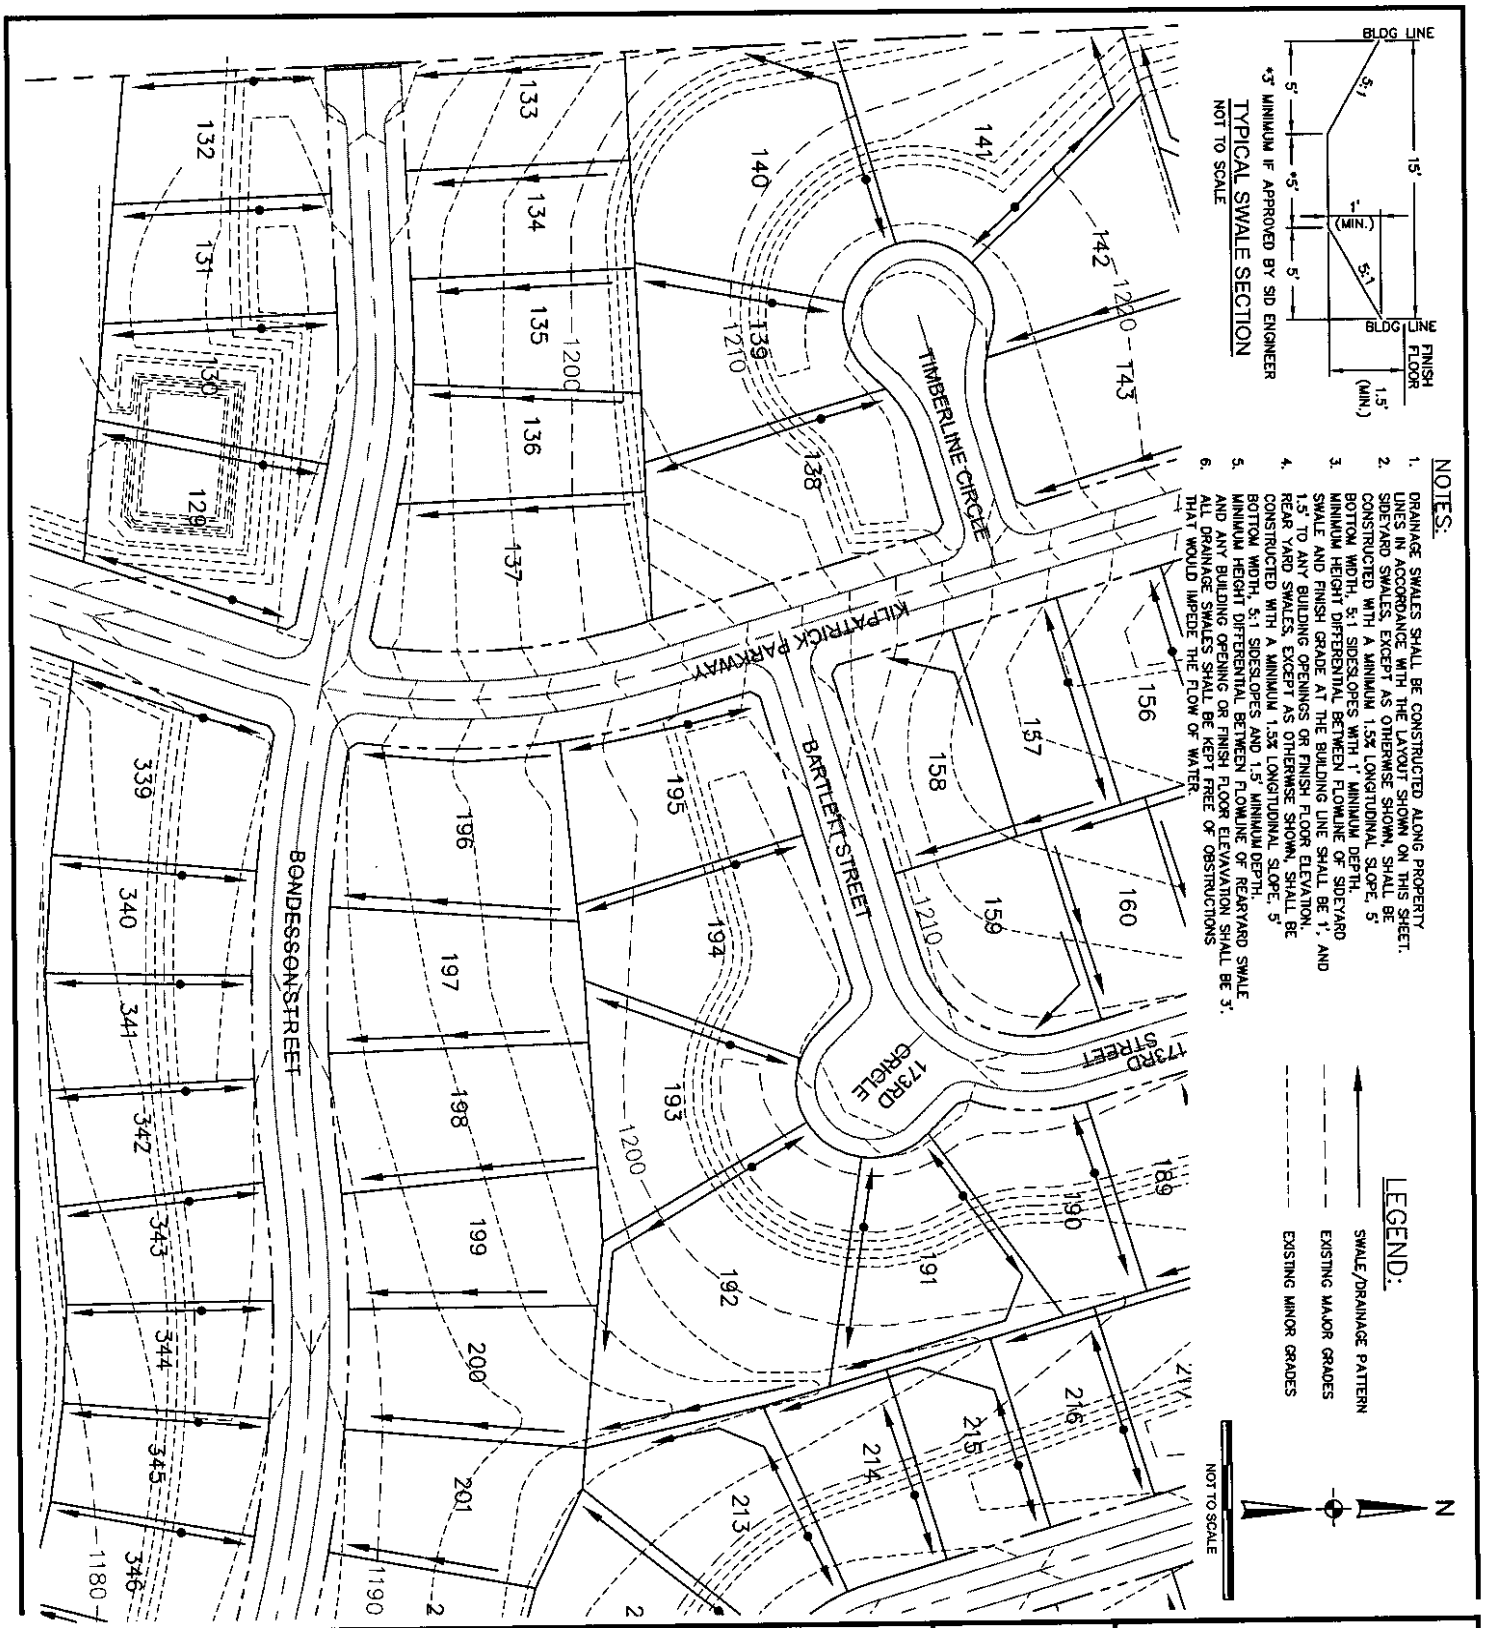 BLDG LINE
15'
5:1
5'
*5'
1'
(MIN.)
5:1
5'
BLDG LINE
FINISH
FLOOR
1.5'
(MIN.)
*3' MINIMUM IF APPROVED BY SID ENGINEER
TYPICAL SWALE SECTION
NOT TO SCALE
NOTES:
1. DRAINAGE SWALES SHALL BE CONSTRUCTED ALONG PROPERTY
LINES IN ACCORDANCE WITH THE LAYOUT SHOWN ON THIS SHEET.
2. SIDEYARD SWALES, EXCEPT AS OTHERWISE SHOWN, SHALL BE
CONSTRUCTED WITH A MINIMUM 1.5% LONGITUDINAL SLOPE, 5'
BOTTOM WIDTH, 5:1 SIDESLOPES WITH 1' MINIMUM DEPTH.
3. MINIMUM HEIGHT DIFFERENTIAL BETWEEN FLOWLINE OF SIDEYARD
SWALE AND FINISH GRADE AT THE BUILDING LINE SHALL BE 1', AND
1.5' TO ANY BUILDING OPENINGS OR FINISH FLOOR ELEVATION.
4. REAR YARD SWALES, EXCEPT AS OTHERWISE SHOWN, SHALL BE
CONSTRUCTED WITH A MINIMUM 1.5% LONGITUDINAL SLOPE, 5'
BOTTOM WIDTH, 5:1 SIDESLOPES AND 1.5' MINIMUM DEPTH.
5. MINIMUM HEIGHT DIFFERENTIAL BETWEEN FLOWLINE OF REARYARD SWALE
AND ANY BUILDING OPENING OR FINISH FLOOR ELEVAVATION SHALL BE 3'.
6. ALL DRAINAGE SWALES SHALL BE KEPT FREE OF OBSTRUCTIONS
THAT WOULD IMPEDE THE FLOW OF WATER.
LEGEND:
SWALE/DRAINAGE PATTERN
EXISTING MAJOR GRADES
EXISTING MINOR GRADES
N
NOT TO SCALE
141
142
1220
143
140
139
1210
138
TIMBERLINE CIRCLE
133
134
135
1200
136
137
132
131
130
129
KILPATRICK PARKWAY
156
157
158
159
160
1210
BARTLETT STREET
173RD
STREET
173RD
CRICLE
195
194
193
1200
192
191
190
189
196
197
198
199
200
201
1190
2
2
213
214
215
216
217
BONDESSON STREET
339
340
341
342
343
344
345
346
1180